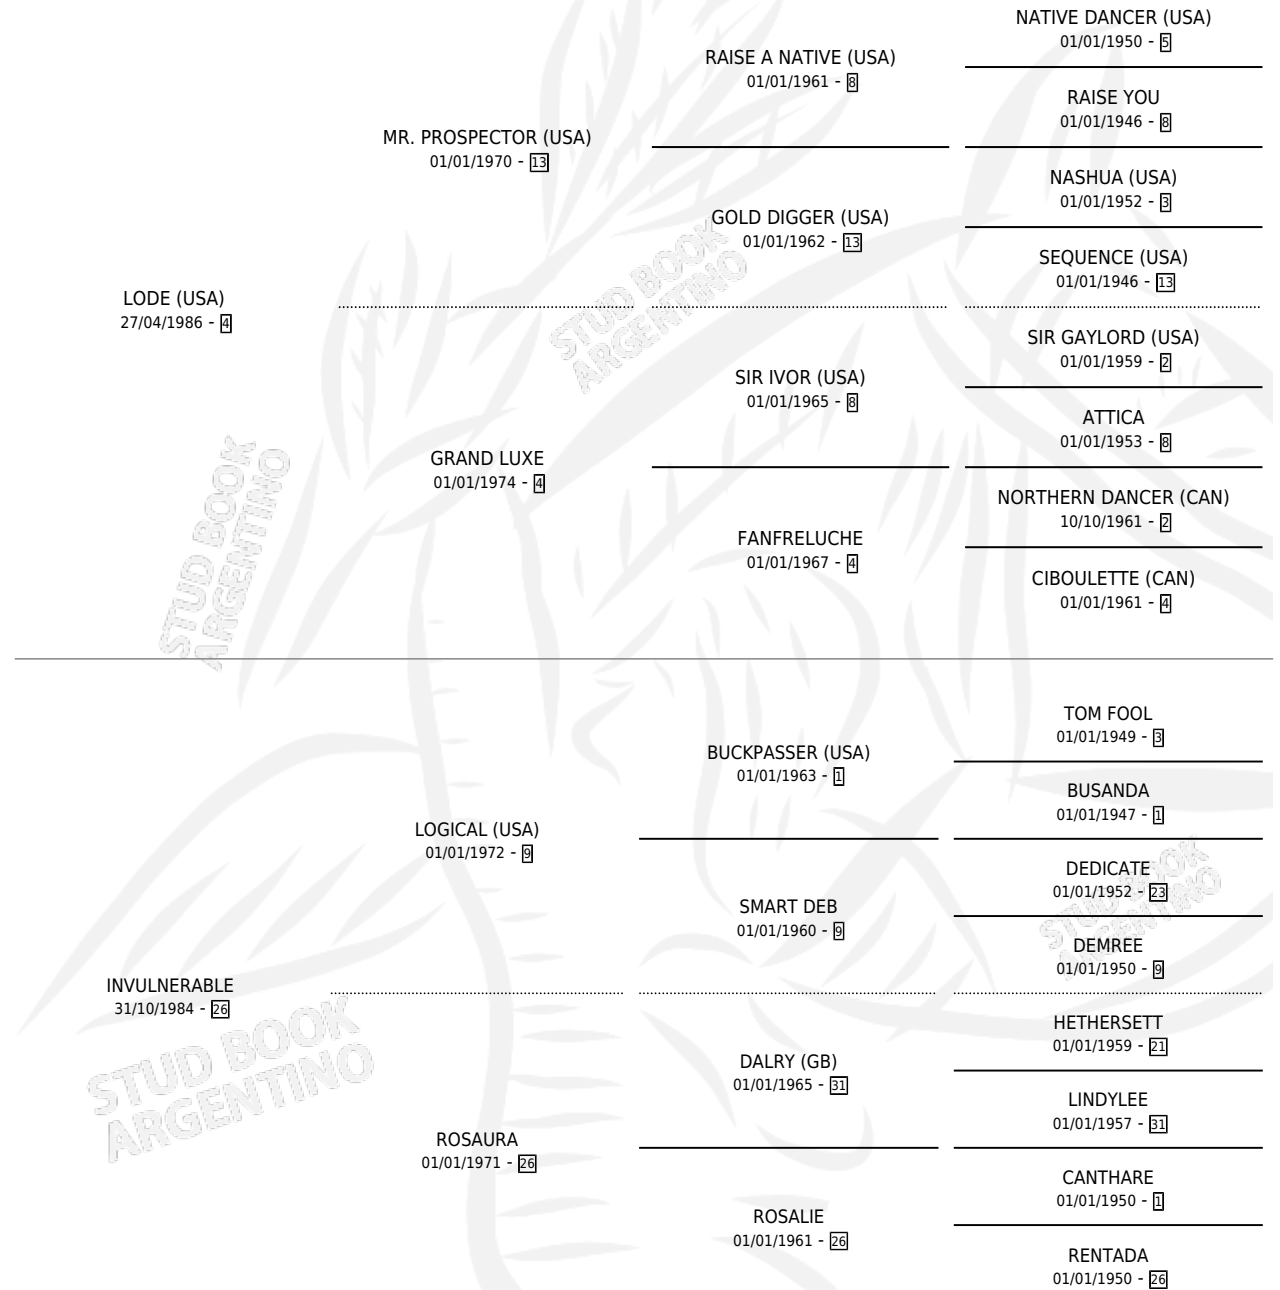 NATIVE DANCER (USA)
01/01/1950 - 5
RAISE A NATIVE (USA)
01/01/1961 - 8
RAISE YOU
01/01/1946 - 8
MR. PROSPECTOR (USA)
01/01/1970 - 13
NASHUA (USA)
01/01/1952 - 3
GOLD DIGGER (USA)
01/01/1962 - 13
SEQUENCE (USA)
01/01/1946 - 13
LODE (USA)
27/04/1986 - 4
STUD BOOK
ARGENTINO
SIR GAYLORD (USA)
01/01/1959 - 2
SIR IVOR (USA)
01/01/1965 - 8
ATTICA
01/01/1953 - 8
GRAND LUXE
01/01/1974 - 4
NORTHERN DANCER (CAN)
10/10/1961 - 2
FANFRELUCHE
01/01/1967 - 4
CIBOULETTE (CAN)
01/01/1961 - 4
STUD BOOK
ARGENTINO
TOM FOOL
01/01/1949 - 3
BUCKPASSER (USA)
01/01/1963 - 1
BUSANDA
01/01/1947 - 1
LOGICAL (USA)
01/01/1972 - 9
DEDICATE
01/01/1952 - 23
SMART DEB
01/01/1960 - 9
DEMREE
01/01/1950 - 9
STUD BOOK
ARGENTINO
INVULNERABLE
31/10/1984 - 26
HETHERSETT
01/01/1959 - 21
DALRY (GB)
01/01/1965 - 31
LINDYLEE
01/01/1957 - 31
STUD BOOK
ARGENTINO
ROSAURA
01/01/1971 - 26
CANTHARE
01/01/1950 - 1
ROSALIE
01/01/1961 - 26
RENTADA
01/01/1950 - 26